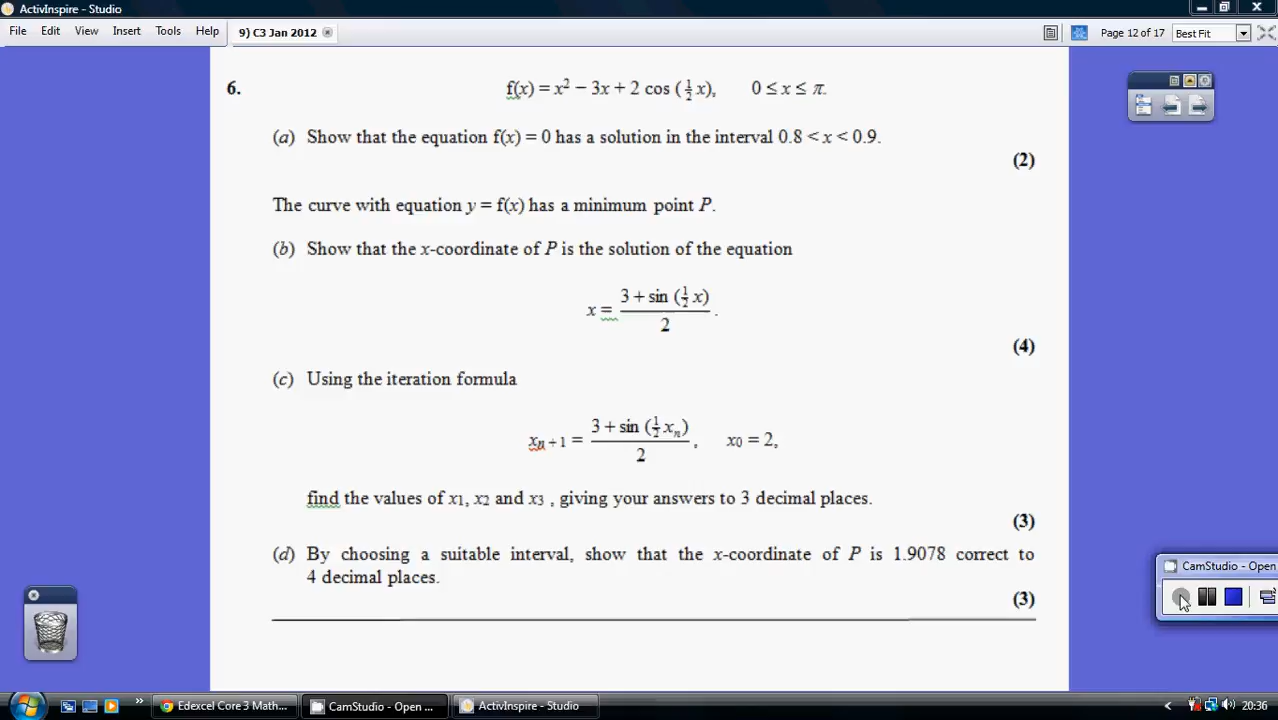 ActivInspire - Studio
File Edit View Insert Tools Help 9) C3 Jan 2012 Page 12 of 17 Best Fit
6. f(x) = x² − 3x + 2 cos (½ x), 0 ≤ x ≤ π.
(a) Show that the equation f(x) = 0 has a solution in the interval 0.8 < x < 0.9.
(2)
The curve with equation y = f(x) has a minimum point P.
(b) Show that the x-coordinate of P is the solution of the equation
x = (3 + sin (½ x)) / 2 .
(4)
(c) Using the iteration formula
xn + 1 = (3 + sin (½ xn)) / 2 , x0 = 2,
find the values of x1, x2 and x3 , giving your answers to 3 decimal places.
(3)
(d) By choosing a suitable interval, show that the x-coordinate of P is 1.9078 correct to
4 decimal places.
(3)
CamStudio - Open
Edexcel Core 3 Math... CamStudio - Open ... ActivInspire - Studio 20:36